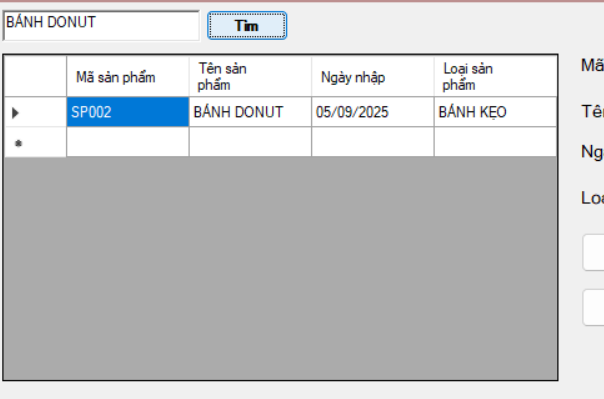 BÁNH DONUT
Tìm
Mã sản phẩm
Tên sản
phẩm
Ngày nhập
Loại sản
phẩm
SP002
BÁNH DONUT
05/09/2025
BÁNH KẸO
Mã